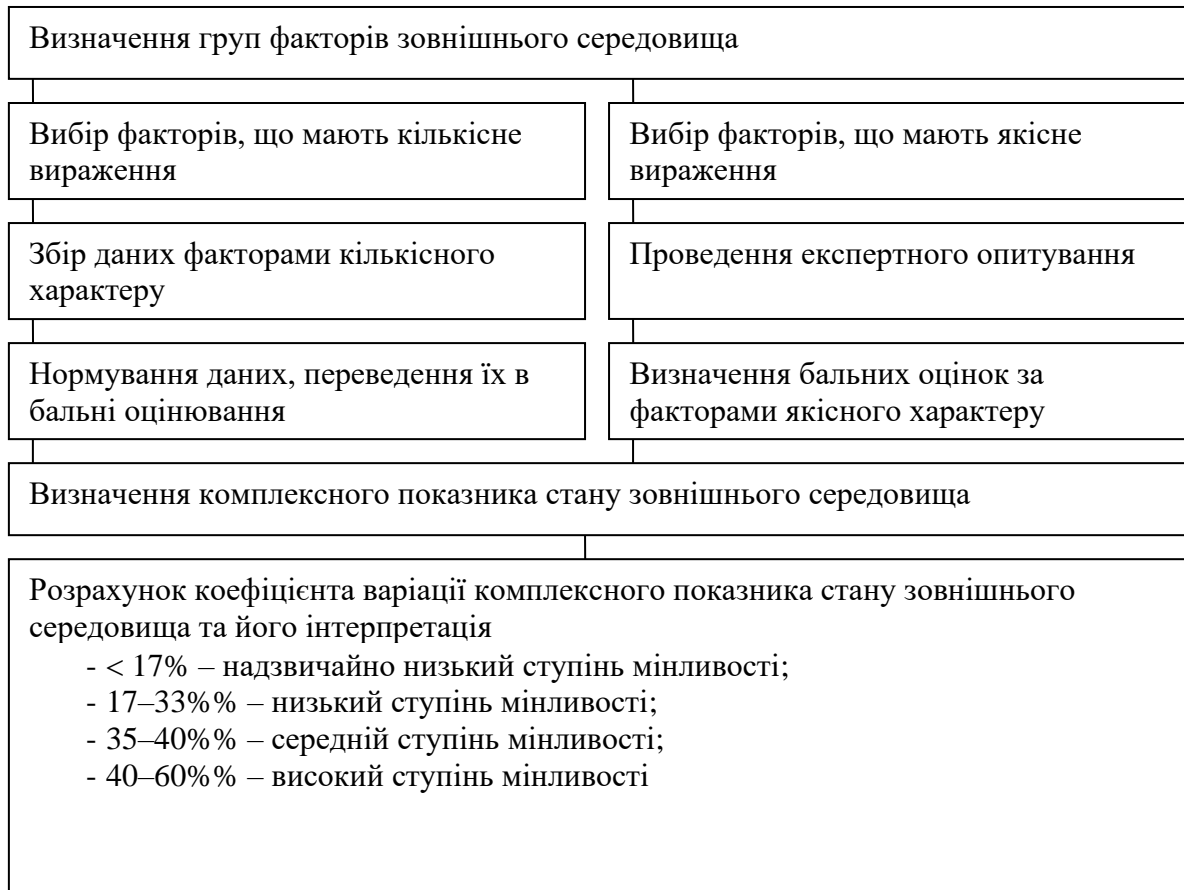 Визначення груп факторів зовнішнього середовища
Вибір факторів, що мають кількісне
вираження
Вибір факторів, що мають якісне
вираження
Збір даних факторами кількісного
характеру
Проведення експертного опитування
Нормування даних, переведення їх в
бальні оцінювання
Визначення бальних оцінок за
факторами якісного характеру
Визначення комплексного показника стану зовнішнього середовища
Розрахунок коефіцієнта варіації комплексного показника стану зовнішнього
середовища та його інтерпретація
- < 17% – надзвичайно низький ступінь мінливості;
- 17–33%% – низький ступінь мінливості;
- 35–40%% – середній ступінь мінливості;
- 40–60%% – високий ступінь мінливості